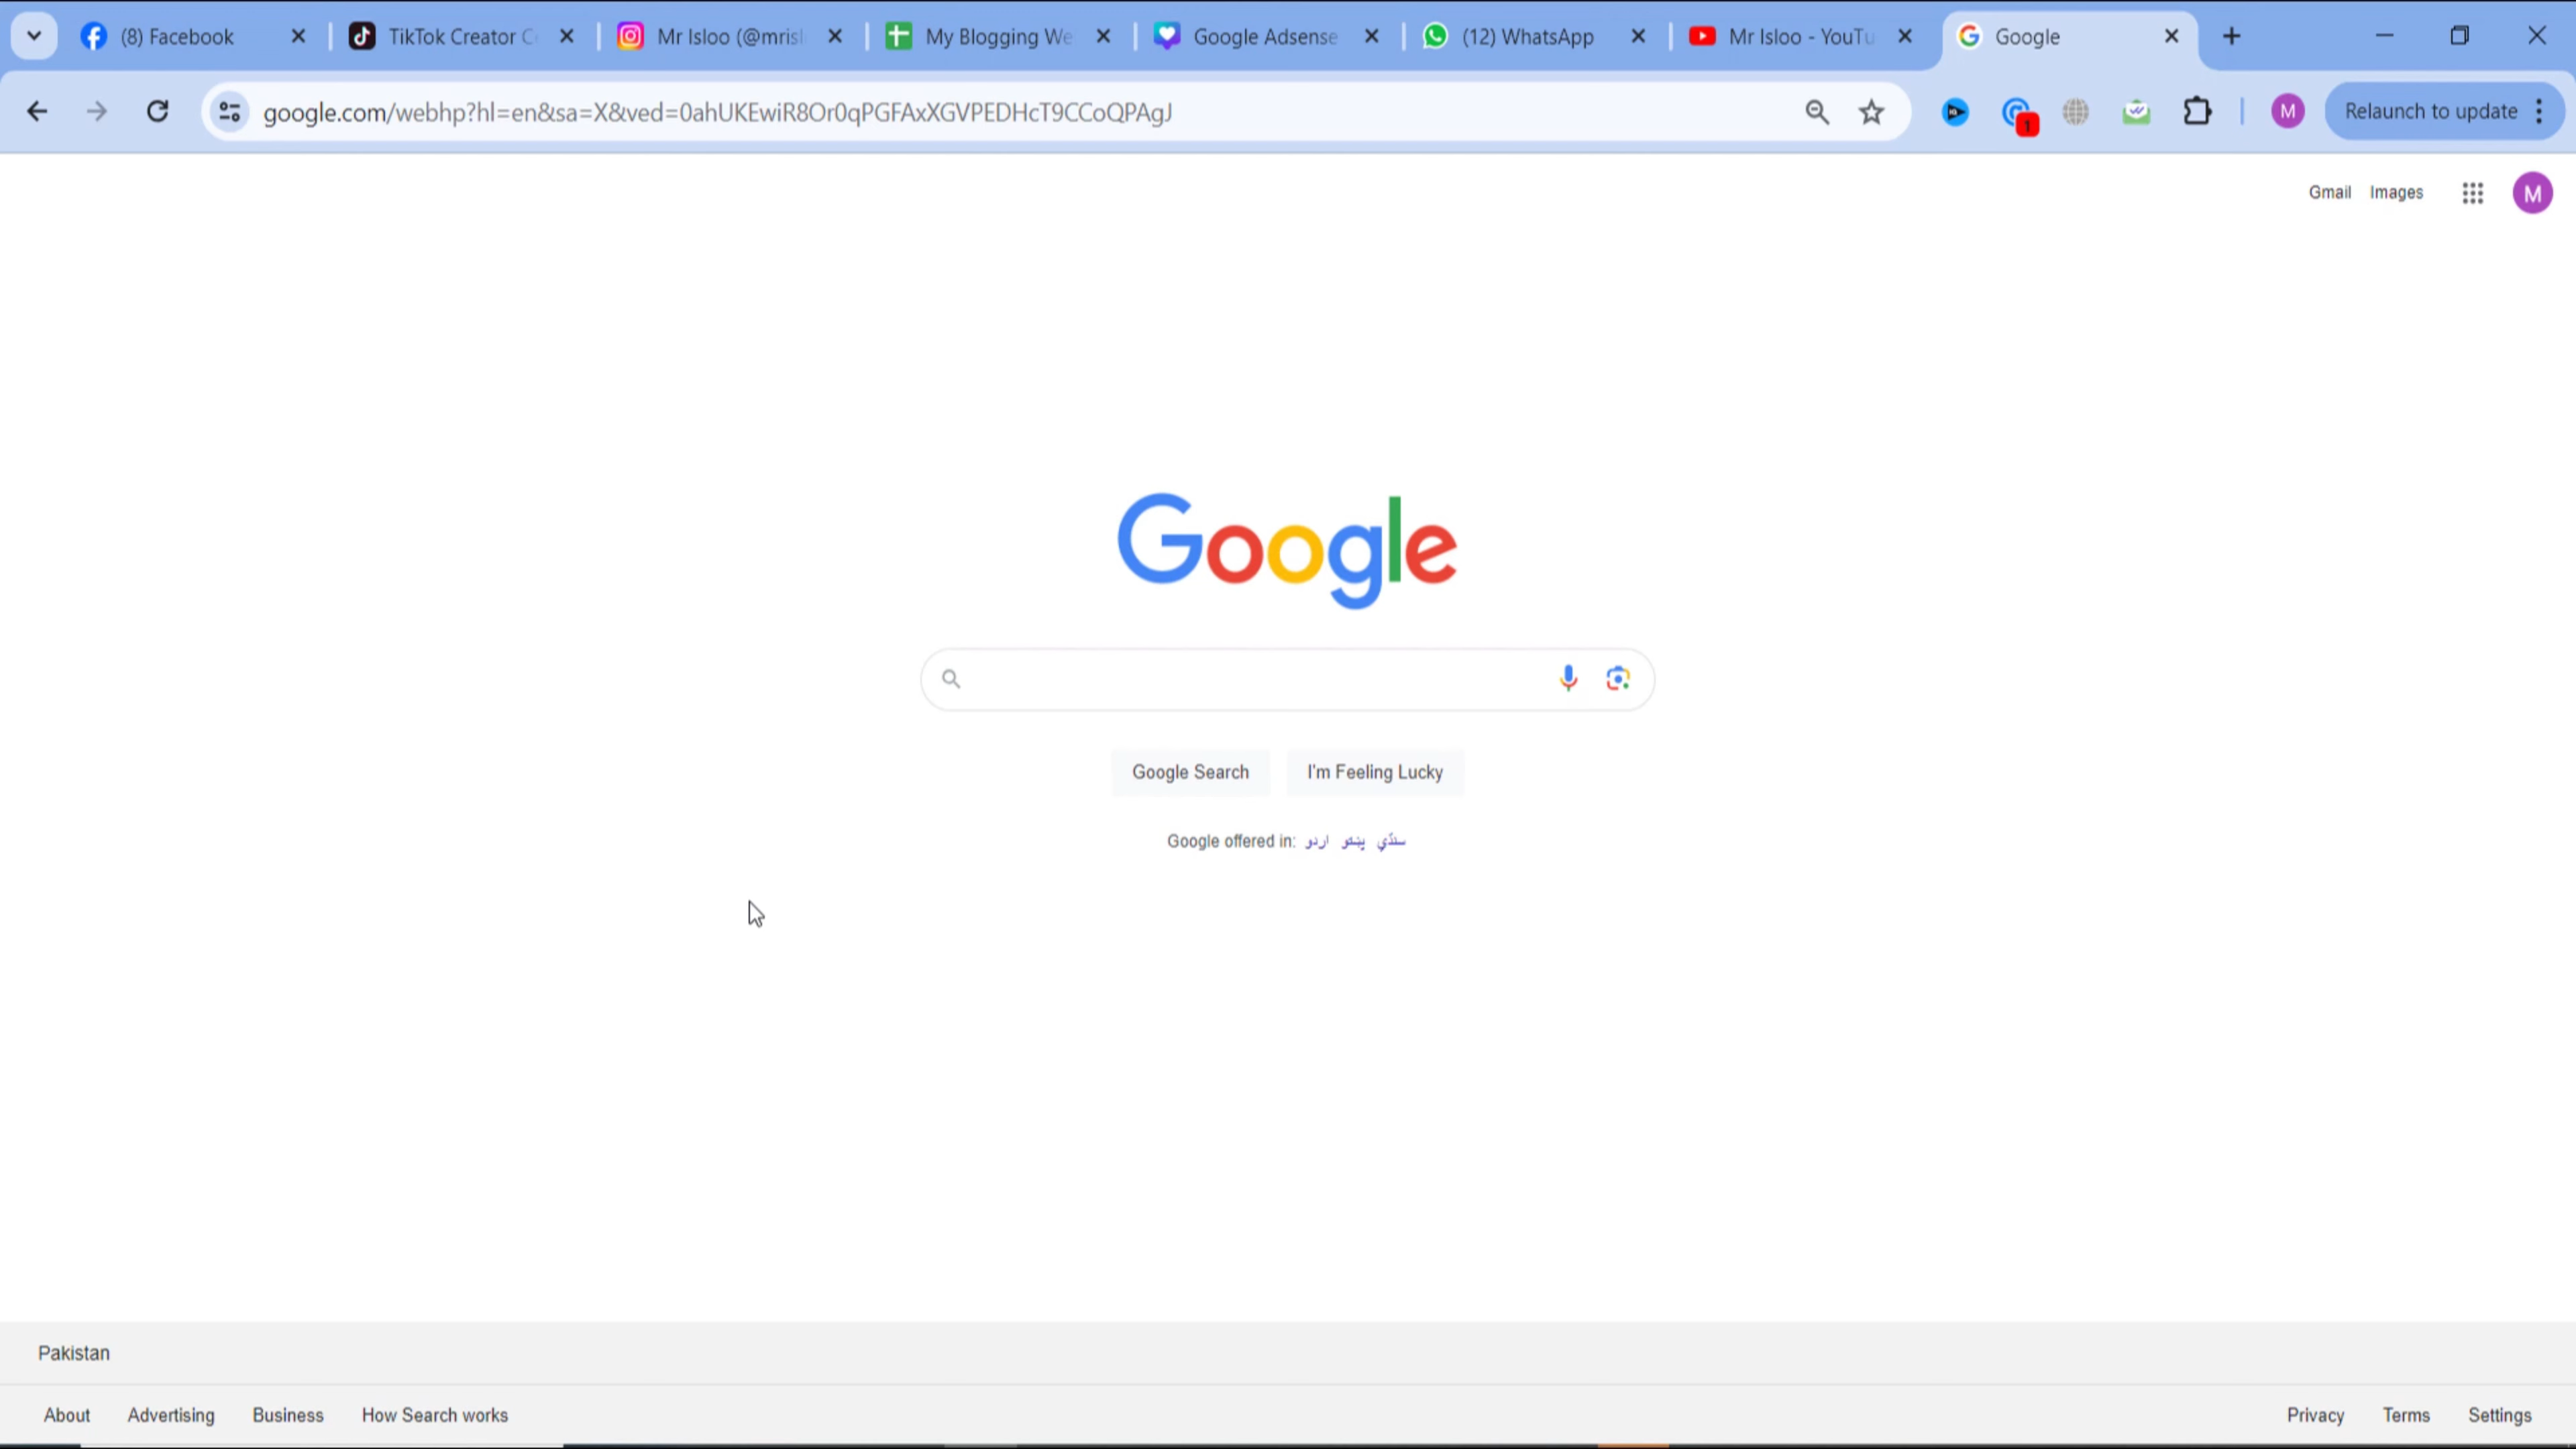 (8) Facebook
TikTok Creator C
Mr Isloo (@mrisl
My Blogging We
Google Adsense
(12) WhatsApp
Mr Isloo - YouTu
Google
google.com/webhp?hl=en&sa=X&ved=0ahUKEwiR8Or0qPGFAxXGVPEDHcT9CCoQPAgJ
1
M
Relaunch to update
Gmail Images
M
Google
Google Search I'm Feeling Lucky
Google offered in: اردو پښتو سنڌي
Pakistan
About Advertising Business How Search works
Privacy Terms Settings